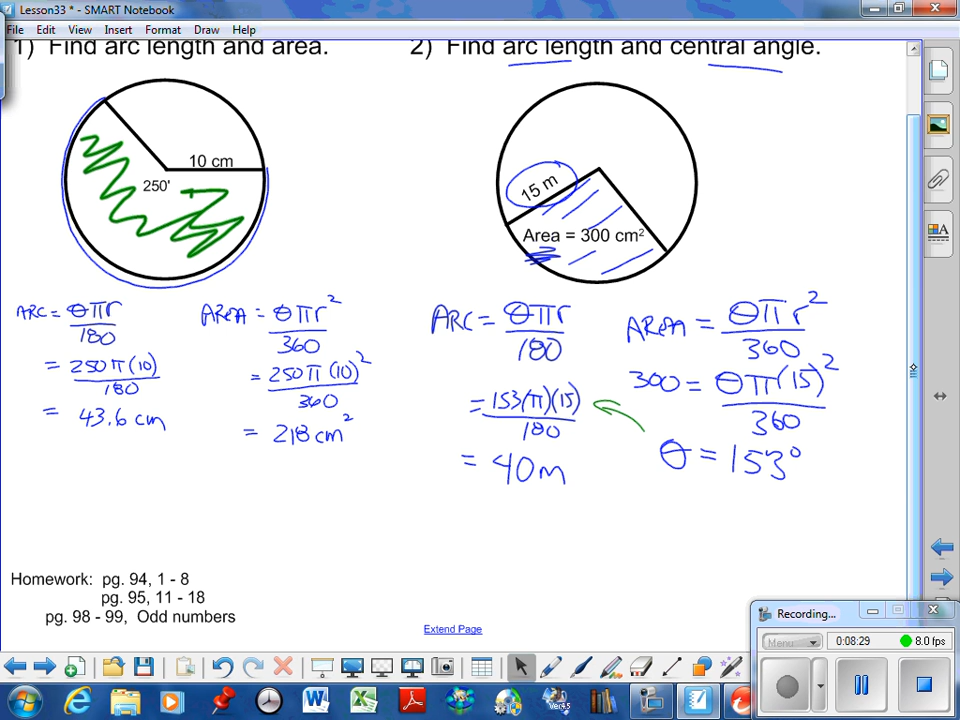 Lesson33 * - SMART Notebook
File Edit View Insert Format Draw Help
1) Find arc length and area.
2) Find arc length and central angle.
10 cm
250'
15 m
Area = 300 cm²
ARC = θπr
180
= 250π(10)
180
= 43.6 cm
AREA = θπr²
360
= 250π(10)²
360
= 218 cm²
ARC = θπr
180
= 153(π)(15)
180
= 40m
AREA = θπr²
360
300 = θπ(15)²
360
θ = 153°
Homework: pg. 94, 1 - 8
pg. 95, 11 - 18
pg. 98 - 99, Odd numbers
Extend Page
Recording...
Menu
0:08:29
8.0 fps